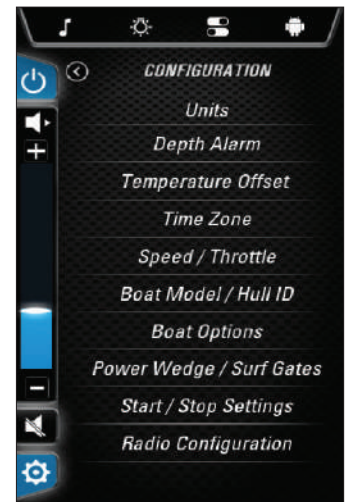 CONFIGURATION
Units
Depth Alarm
Temperature Offset
Time Zone
Speed / Throttle
Boat Model / Hull ID
Boat Options
Power Wedge / Surf Gates
Start / Stop Settings
Radio Configuration